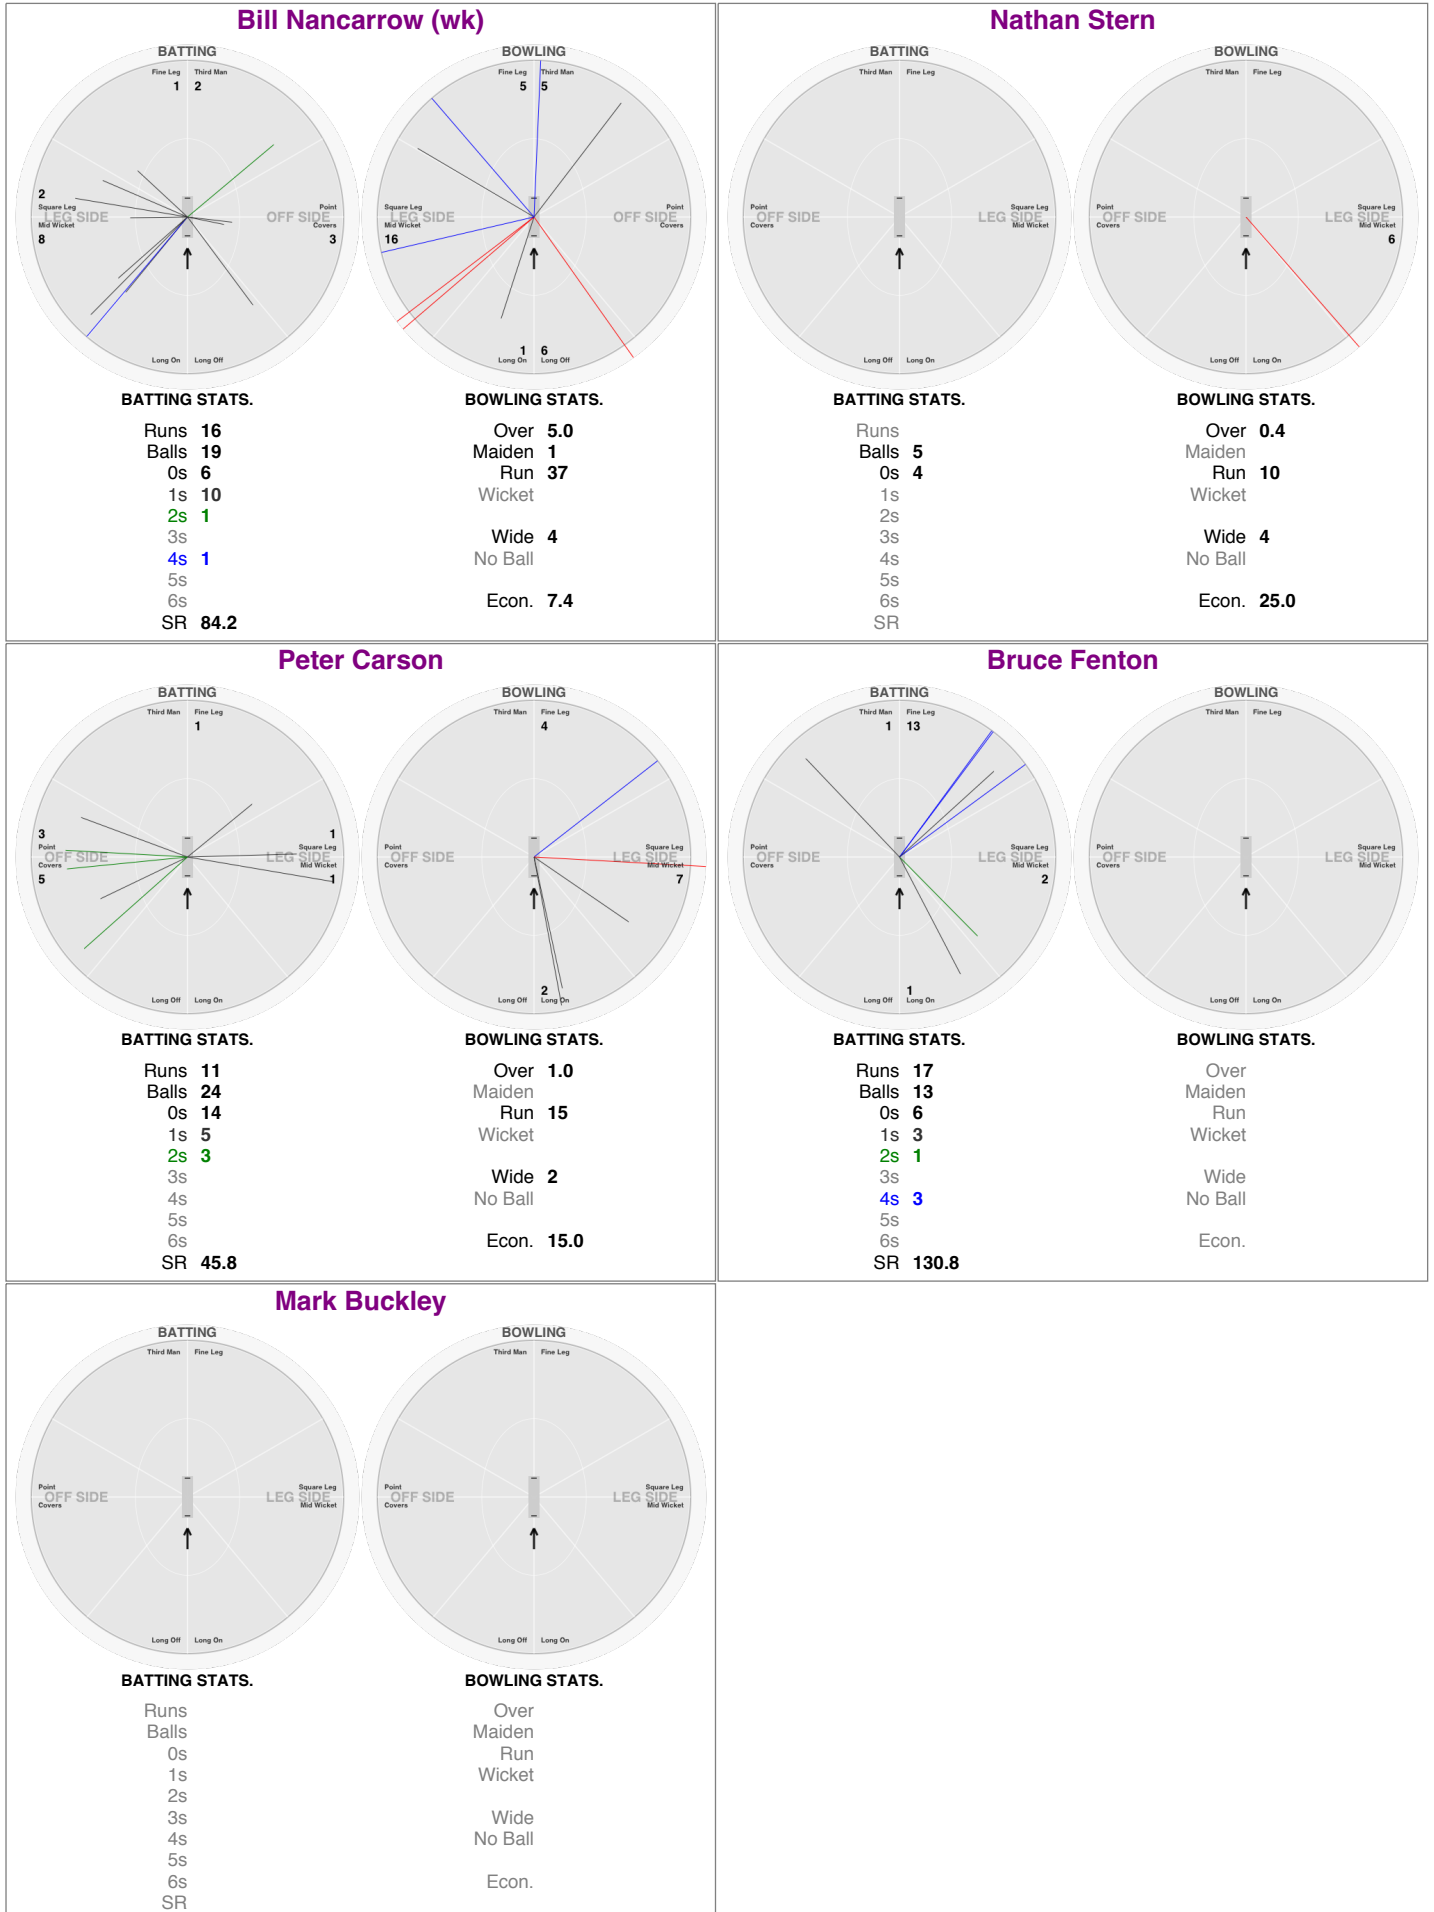 Bill Nancarrow (wk)
BATTING
Fine Leg Third Man
1 2
2
Square Leg Point
LEG SIDE OFF SIDE
Mid Wicket Covers
8 3
Long On Long Off
BOWLING
Fine Leg Third Man
5 5
Square Leg Point
LEG SIDE OFF SIDE
Mid Wicket Covers
16
1 6
Long On Long Off
BATTING STATS.
Runs 16
Balls 19
0s 6
1s 10
2s 1
3s
4s 1
5s
6s
SR 84.2
BOWLING STATS.
Over 5.0
Maiden 1
Run 37
Wicket
Wide 4
No Ball
Econ. 7.4
Nathan Stern
BATTING
Third Man Fine Leg
Point Square Leg
OFF SIDE LEG SIDE
Covers Mid Wicket
Long Off Long On
BOWLING
Third Man Fine Leg
Point Square Leg
OFF SIDE LEG SIDE
Covers Mid Wicket
6
Long Off Long On
BATTING STATS.
Runs
Balls 5
0s 4
1s
2s
3s
4s
5s
6s
SR
BOWLING STATS.
Over 0.4
Maiden
Run 10
Wicket
Wide 4
No Ball
Econ. 25.0
Peter Carson
BATTING
Third Man Fine Leg
1
3 1
Point Square Leg
OFF SIDE LEG SIDE
Covers Mid Wicket
5 1
Long Off Long On
BOWLING
Third Man Fine Leg
4
Point Square Leg
OFF SIDE LEG SIDE
Covers Mid Wicket
7
2
Long Off Long On
BATTING STATS.
Runs 11
Balls 24
0s 14
1s 5
2s 3
3s
4s
5s
6s
SR 45.8
BOWLING STATS.
Over 1.0
Maiden
Run 15
Wicket
Wide 2
No Ball
Econ. 15.0
Bruce Fenton
BATTING
Third Man Fine Leg
1 13
Point Square Leg
OFF SIDE LEG SIDE
Covers Mid Wicket
2
1
Long Off Long On
BOWLING
Third Man Fine Leg
Point Square Leg
OFF SIDE LEG SIDE
Covers Mid Wicket
Long Off Long On
BATTING STATS.
Runs 17
Balls 13
0s 6
1s 3
2s 1
3s
4s 3
5s
6s
SR 130.8
BOWLING STATS.
Over
Maiden
Run
Wicket
Wide
No Ball
Econ.
Mark Buckley
BATTING
Third Man Fine Leg
Point Square Leg
OFF SIDE LEG SIDE
Covers Mid Wicket
Long Off Long On
BOWLING
Third Man Fine Leg
Point Square Leg
OFF SIDE LEG SIDE
Covers Mid Wicket
Long Off Long On
BATTING STATS.
Runs
Balls
0s
1s
2s
3s
4s
5s
6s
SR
BOWLING STATS.
Over
Maiden
Run
Wicket
Wide
No Ball
Econ.